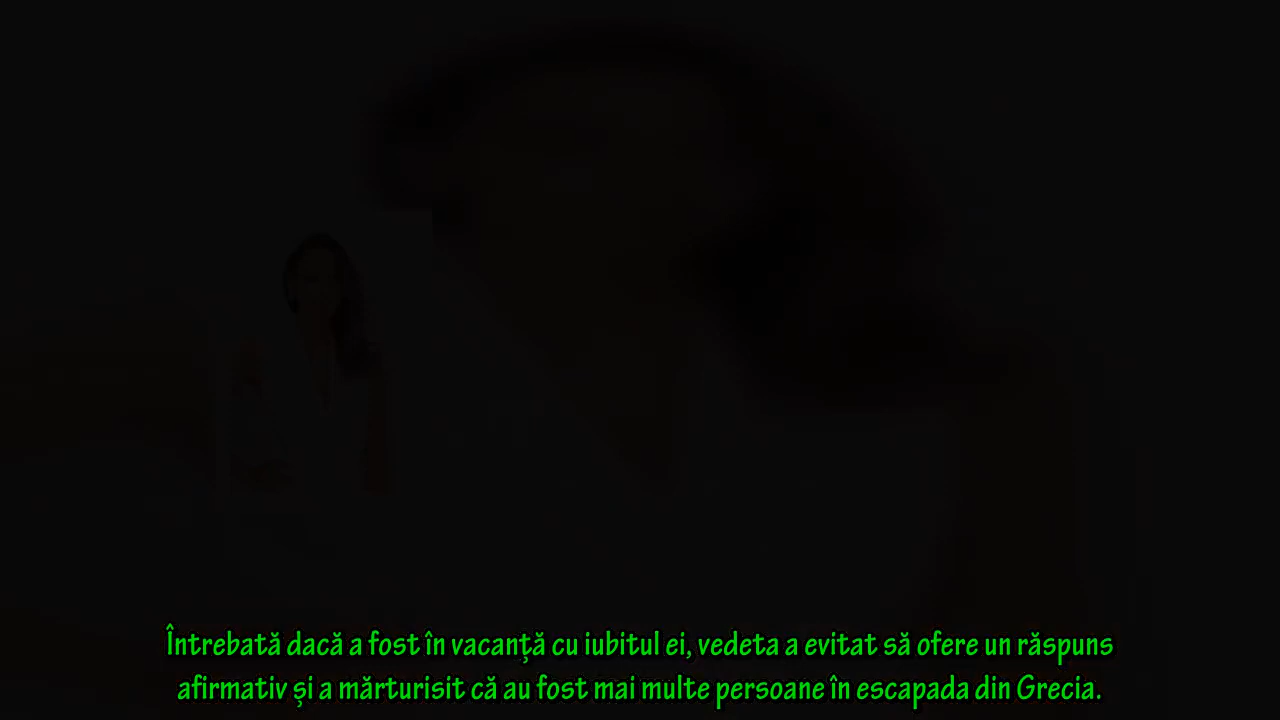 Întrebată dacă a fost în vacanță cu iubitul ei, vedeta a evitat să ofere un răspuns
afirmativ și a mărturisit că au fost mai multe persoane în escapada din Grecia.